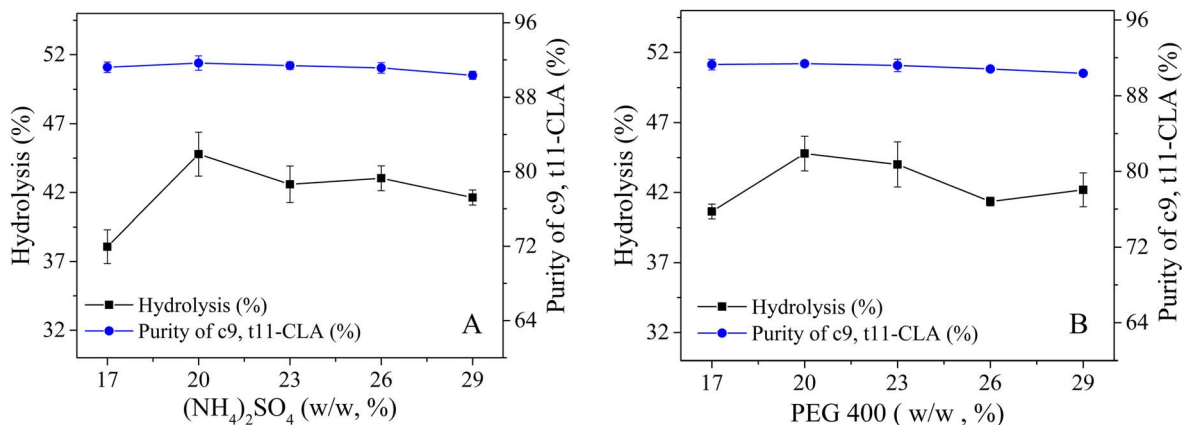 52
47
42
37
32
Hydrolysis (%)
96
88
80
72
64
Purity of c9, t11-CLA (%)
Hydrolysis (%)
Purity of c9, t11-CLA (%)
A
17 20 23 26 29
(NH₄)₂SO₄ (w/w, %)
52
47
42
37
32
Hydrolysis (%)
96
88
80
72
64
Purity of c9, t11-CLA (%)
Hydrolysis (%)
Purity of c9, t11-CLA (%)
B
17 20 23 26 29
PEG 400 ( w/w , %)